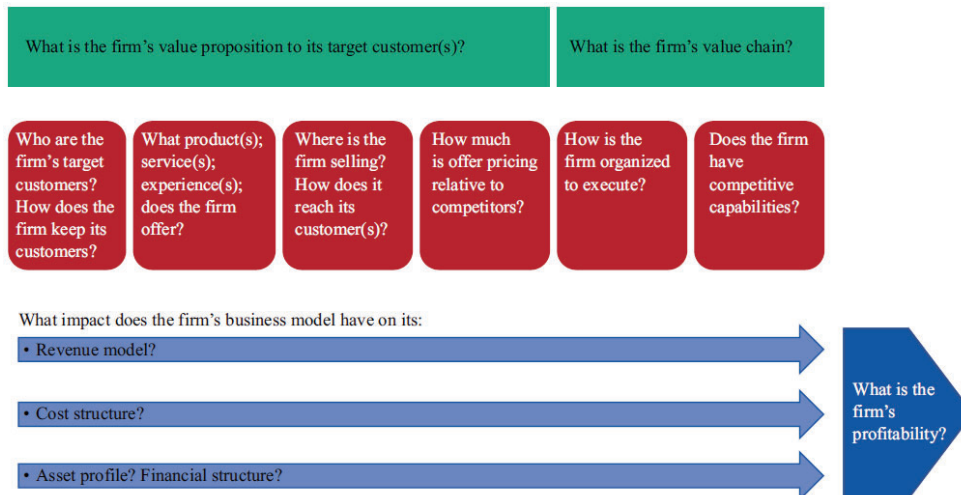 What is the firm's value proposition to its target customer(s)?
What is the firm's value chain?
Who are the
firm's target
customers?
How does the
firm keep its
customers?
What product(s);
service(s);
experience(s);
does the firm
offer?
Where is the
firm selling?
How does it
reach its
customer(s)?
How much
is offer pricing
relative to
competitors?
How is the
firm organized
to execute?
Does the firm
have
competitive
capabilities?
What impact does the firm's business model have on its:
• Revenue model?
• Cost structure?
• Asset profile? Financial structure?
What is the
firm's
profitability?